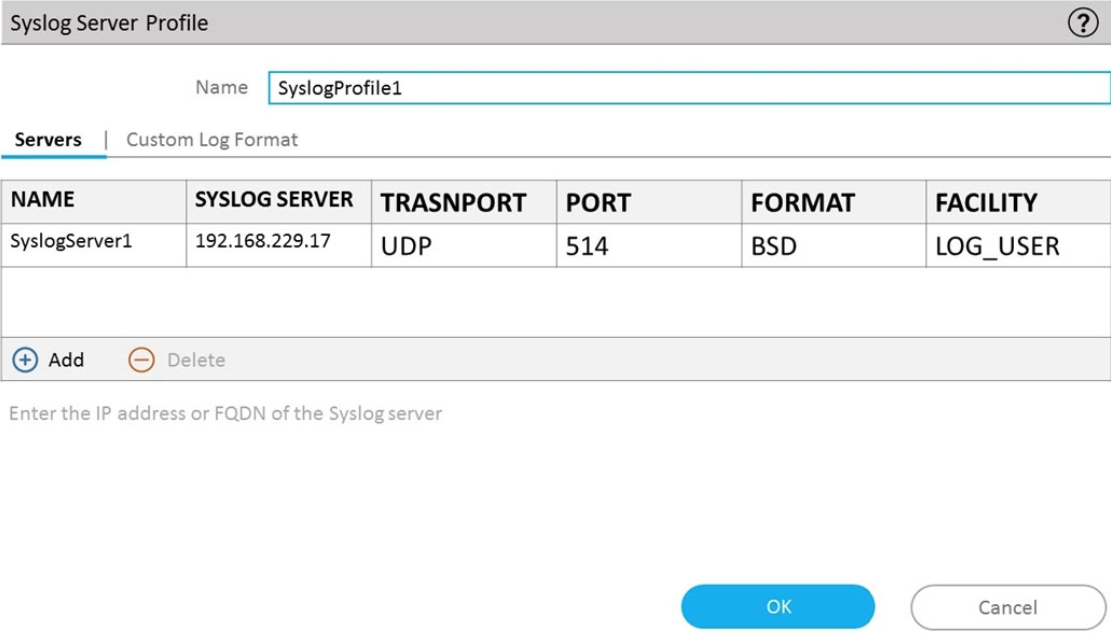 Syslog Server Profile ?
Name SyslogProfile1
Servers | Custom Log Format
NAME SYSLOG SERVER TRASNPORT PORT FORMAT FACILITY
SyslogServer1 192.168.229.17 UDP 514 BSD LOG_USER
Add Delete
Enter the IP address or FQDN of the Syslog server
OK Cancel